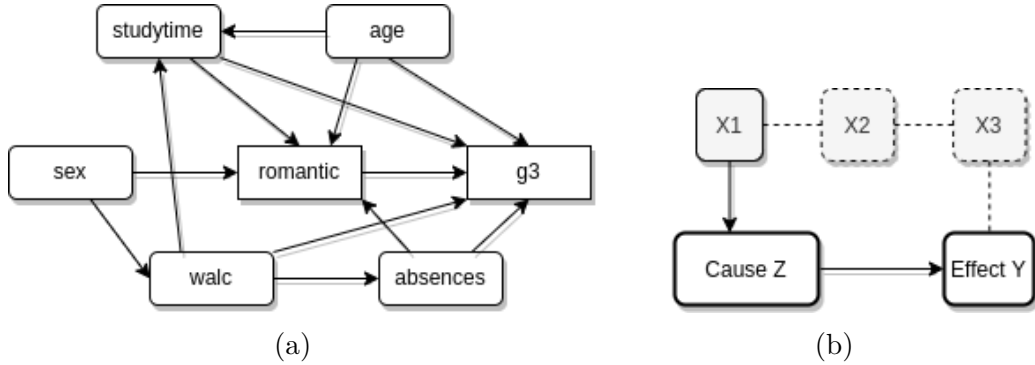 studytime
age
X1
X2
X3
sex
romantic
g3
walc
absences
Cause Z
Effect Y
(a)
(b)